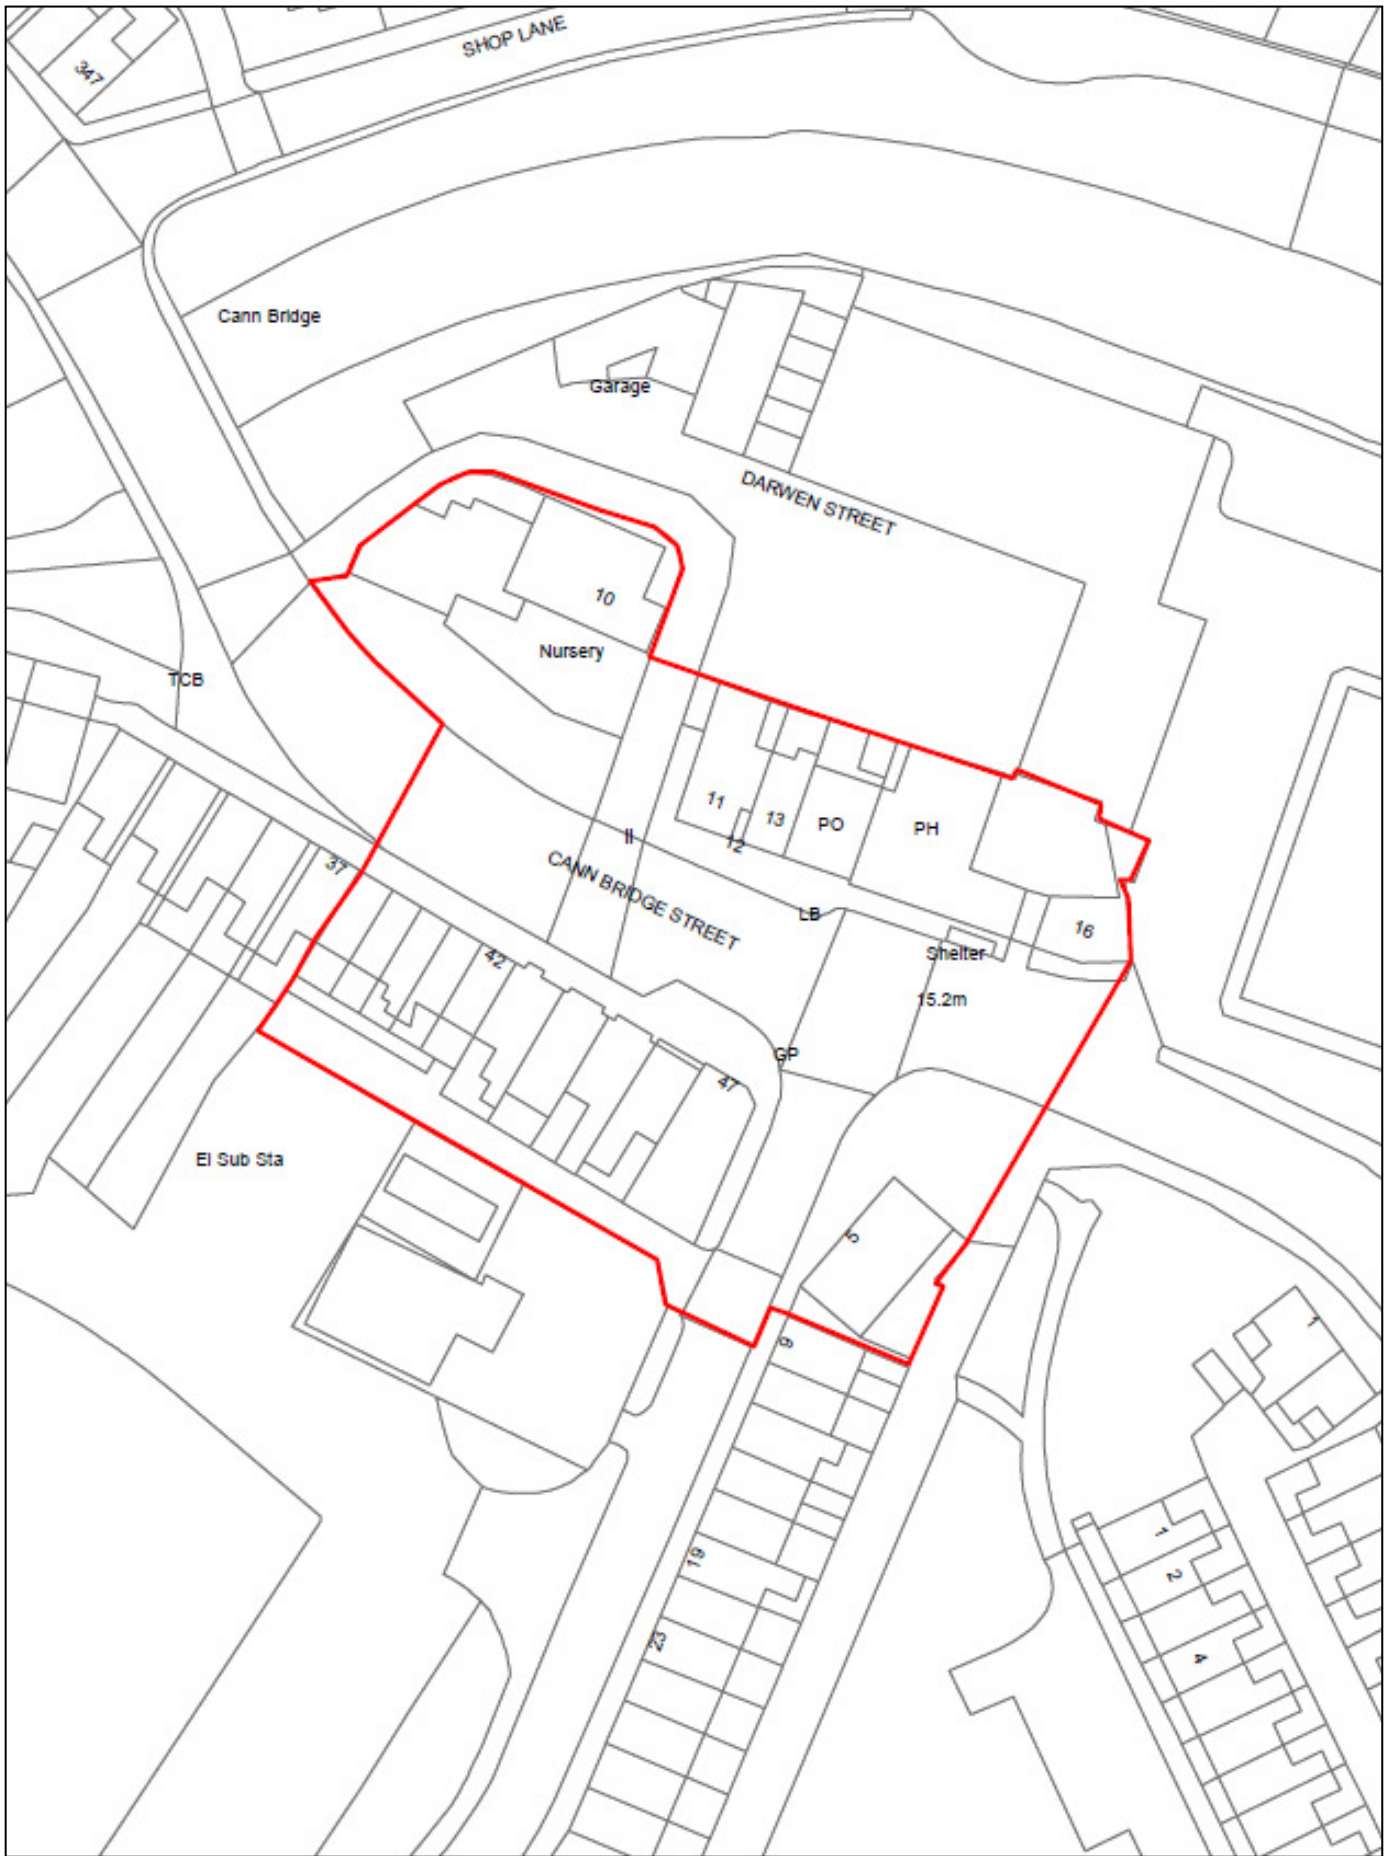 SHOP LANE
347
Cann Bridge
Garage
DARWEN STREET
10
Nursery
TCB
11
13
PO
PH
12
37
CANN BRIDGE STREET
LB
16
42
Shelter
15.2m
GP
47
El Sub Sta
5
9
1
19
1
2
23
4